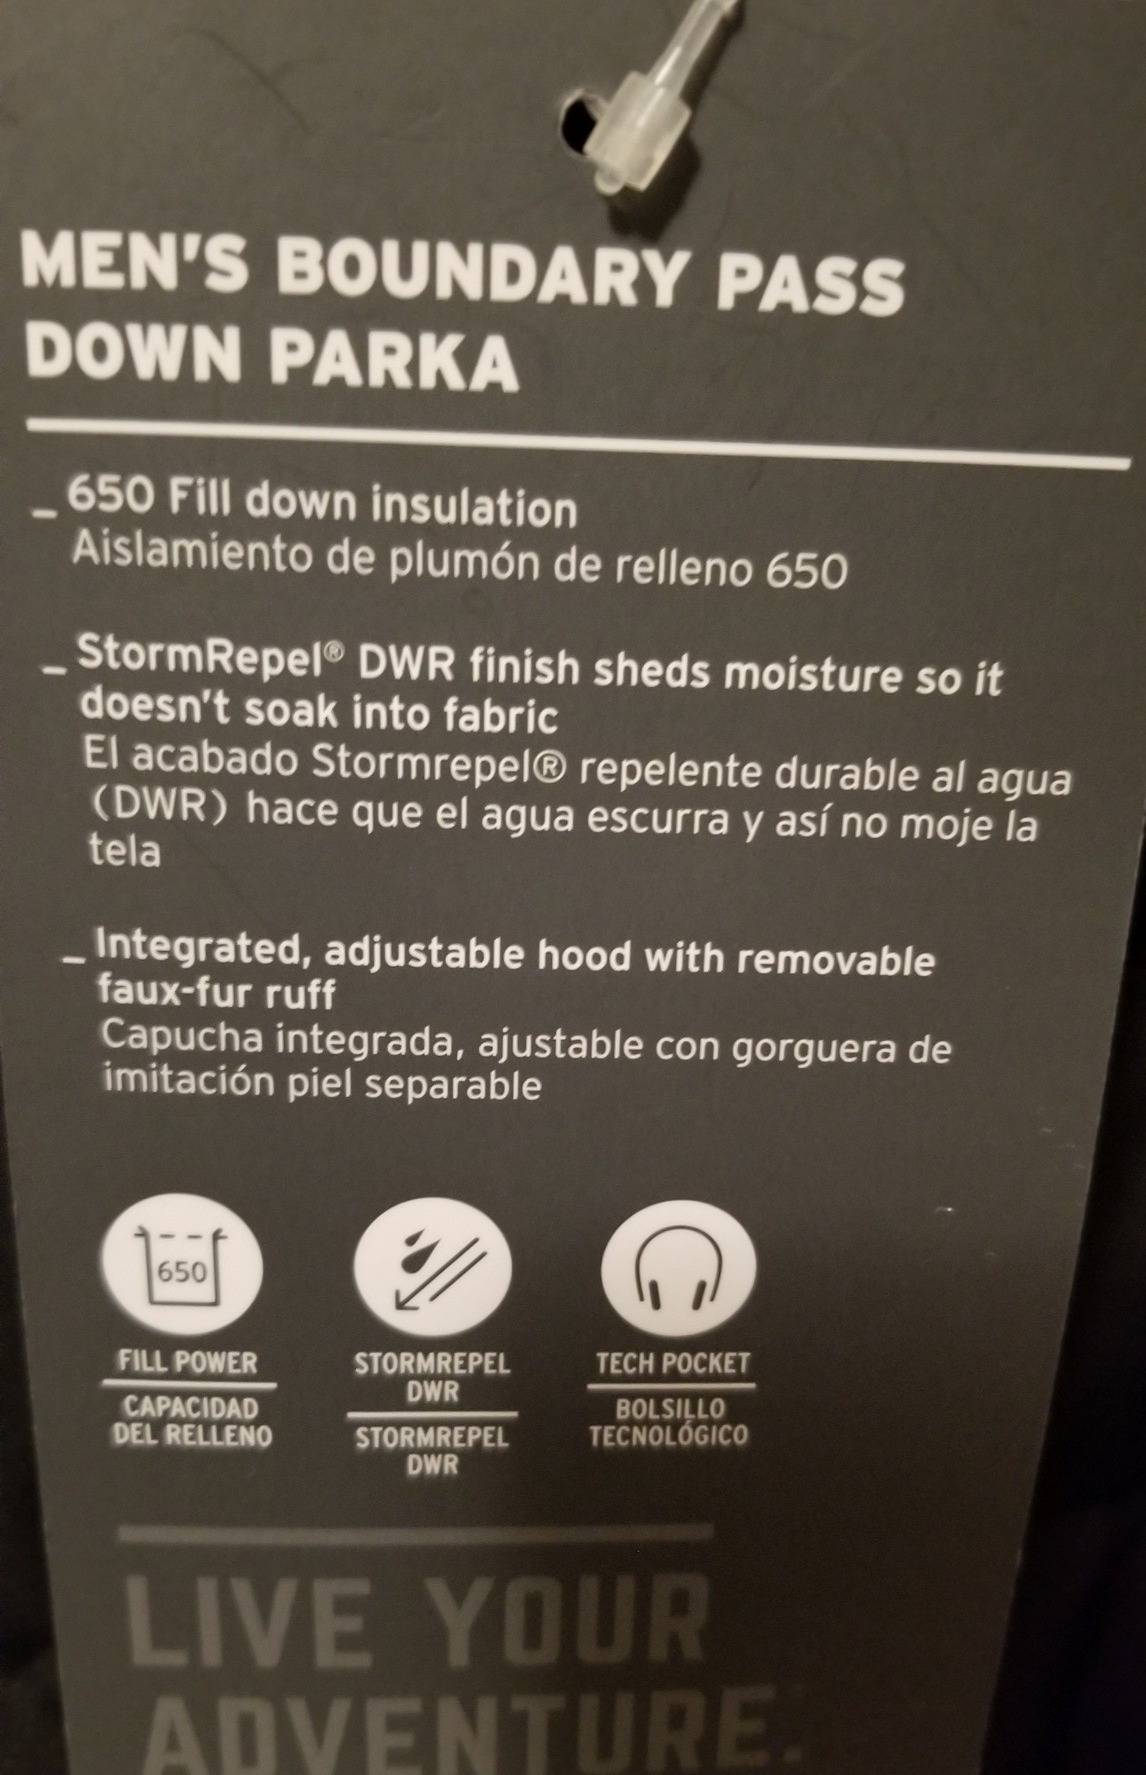 MEN'S BOUNDARY PASS
DOWN PARKA
_ 650 Fill down insulation
Aislamiento de plumón de relleno 650
_ StormRepel® DWR finish sheds moisture so it
doesn't soak into fabric
El acabado Stormrepel® repelente durable al agua
(DWR) hace que el agua escurra y así no moje la
tela
_ Integrated, adjustable hood with removable
faux-fur ruff
Capucha integrada, ajustable con gorguera de
imitación piel separable
650
FILL POWER
CAPACIDAD
DEL RELLENO
STORMREPEL
DWR
STORMREPEL
DWR
TECH POCKET
BOLSILLO
TECNOLÓGICO
LIVE YOUR
ADVENTURE.